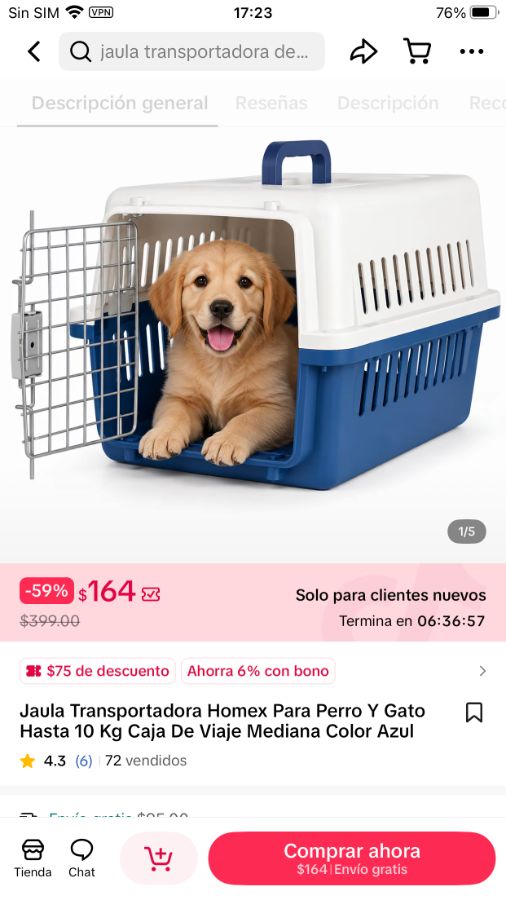 Sin SIM VPN 17:23 76%
jaula transportadora de...
Descripción general Reseñas Descripción Reco
1/5
-59% $164 Solo para clientes nuevos
$399.00 Termina en 06:36:57
$75 de descuento Ahorra 6% con bono
Jaula Transportadora Homex Para Perro Y Gato
Hasta 10 Kg Caja De Viaje Mediana Color Azul
4.3 (6) 72 vendidos
Envío gratis
Comprar ahora
Tienda Chat $164 Envío gratis